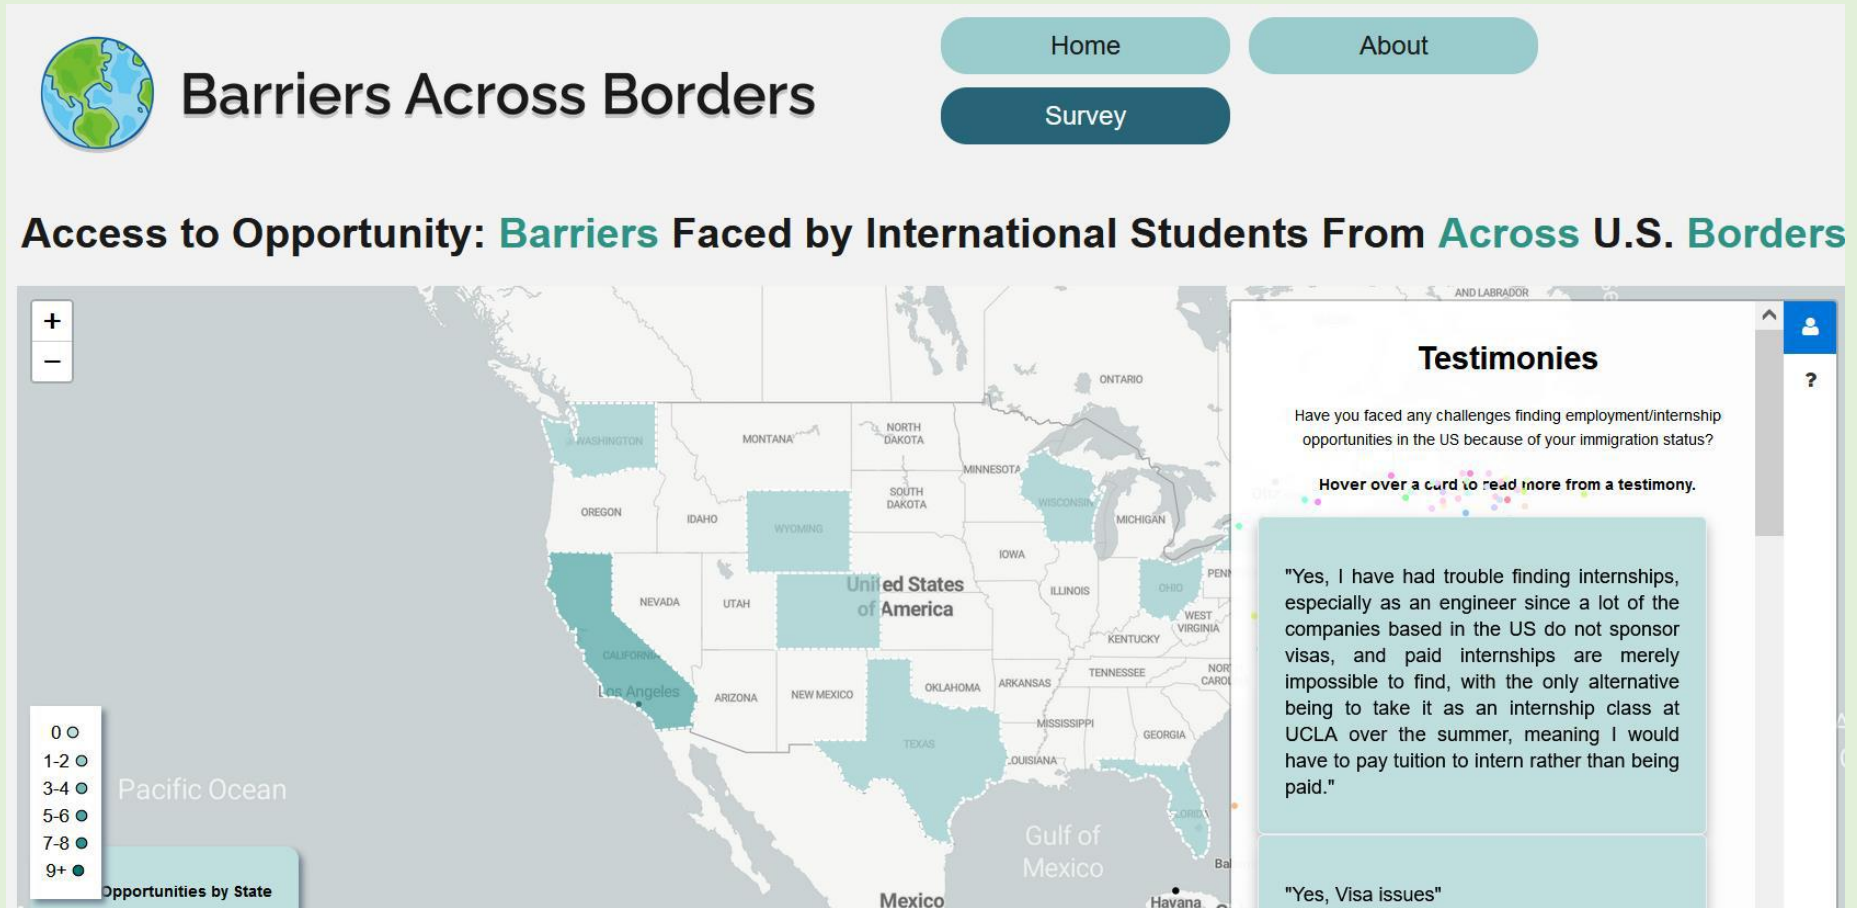 Home
About
Barriers Across Borders
Survey
Access to Opportunity: Barriers Faced by International Students From Across U.S. Borders
+
−
AND LABRADOR
ONTARIO
WASHINGTON
MONTANA
NORTH
DAKOTA
MINNESOTA
SOUTH
DAKOTA
WISCONSIN
MICHIGAN
OREGON
IDAHO
WYOMING
IOWA
United States
of America
NEVADA
UTAH
ILLINOIS
OHIO
PENN
WEST
VIRGINIA
KENTUCKY
CALIFORNIA
Los Angeles
ARIZONA
NEW MEXICO
OKLAHOMA
ARKANSAS
TENNESSEE
NOR
CAROL
MISSISSIPPI
GEORGIA
TEXAS
LOUISIANA
FLORIDA
Pacific Ocean
Gulf of
Mexico
Mexico
Havana
Ba
0
1-2
3-4
5-6
7-8
9+
Opportunities by State
Testimonies
?
Have you faced any challenges finding employment/internship
opportunities in the US because of your immigration status?
Hover over a card to read more from a testimony.
"Yes, I have had trouble finding internships,
especially as an engineer since a lot of the
companies based in the US do not sponsor
visas, and paid internships are merely
impossible to find, with the only alternative
being to take it as an internship class at
UCLA over the summer, meaning I would
have to pay tuition to intern rather than being
paid."
"Yes, Visa issues"